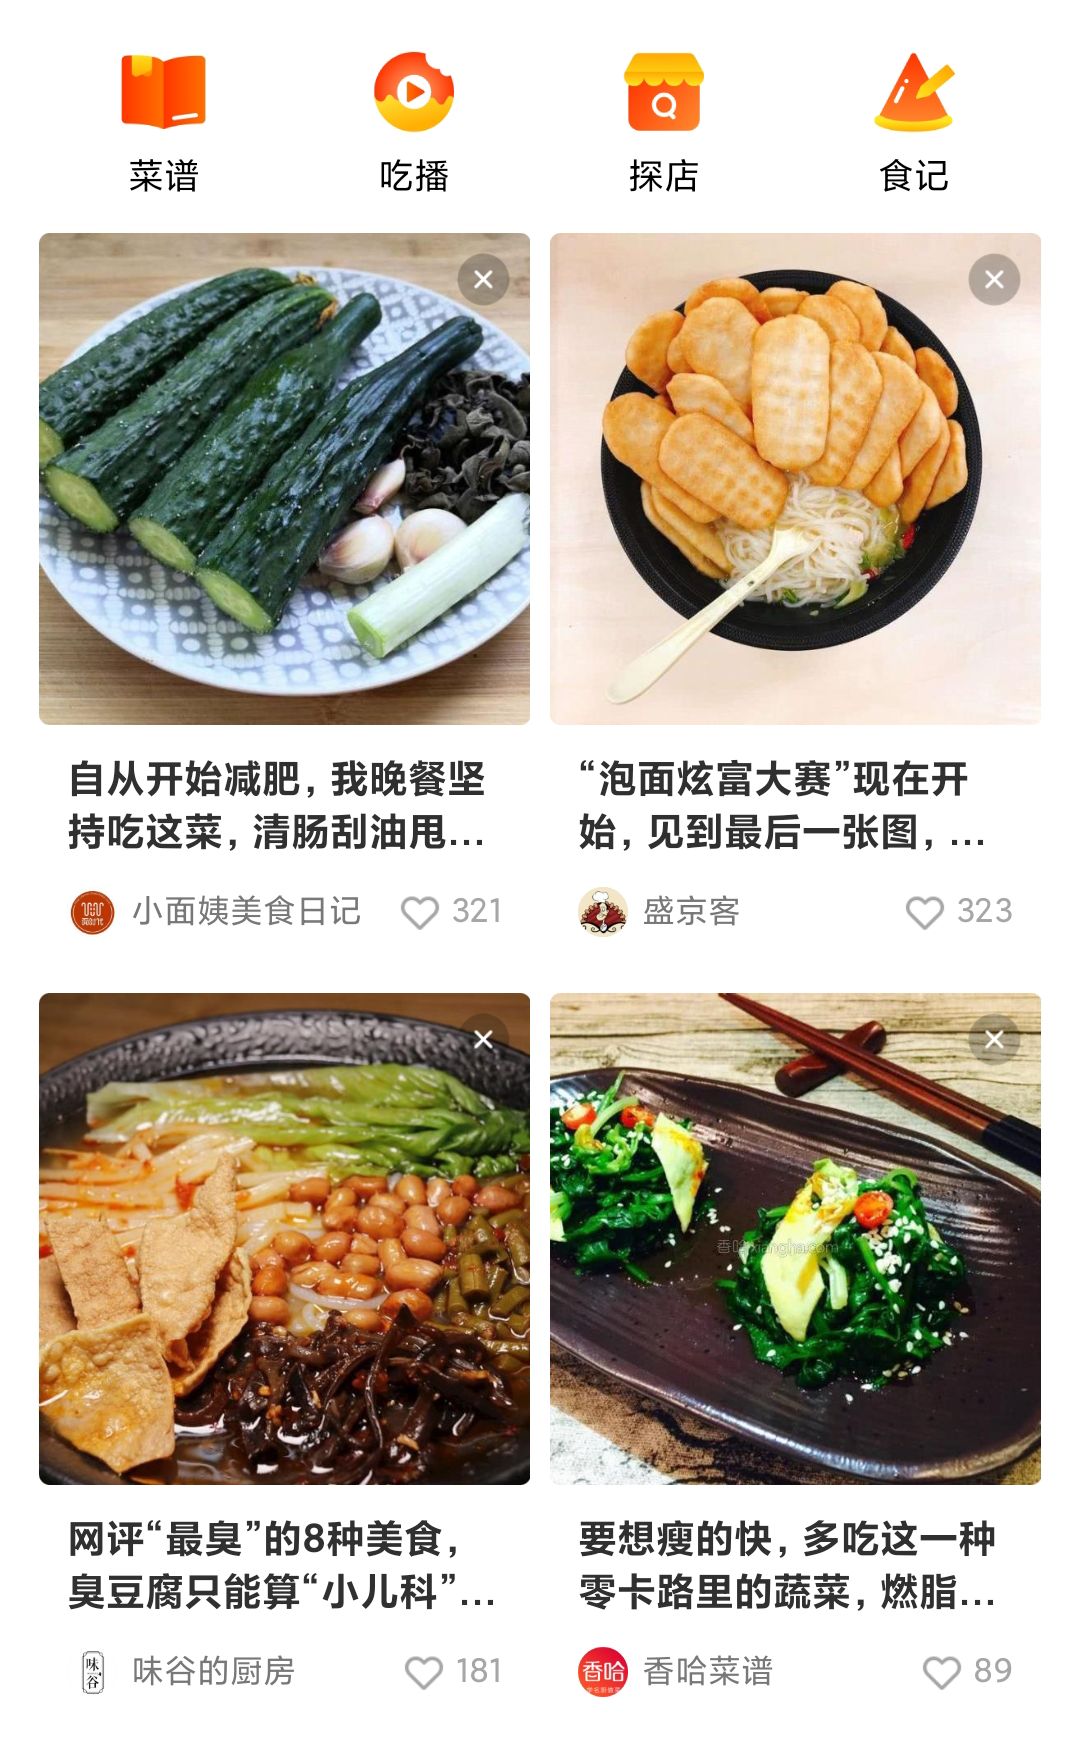 菜谱
吃播
探店
食记
自从开始减肥，我晚餐坚
持吃这菜，清肠刮油甩...
小面姨美食日记
321
“泡面炫富大赛”现在开
始，见到最后一张图，...
盛京客
323
香哈xiangha.com
网评“最臭”的8种美食，
臭豆腐只能算“小儿科”...
味谷
味谷的厨房
181
要想瘦的快，多吃这一种
零卡路里的蔬菜，燃脂...
香哈
香哈菜谱
89